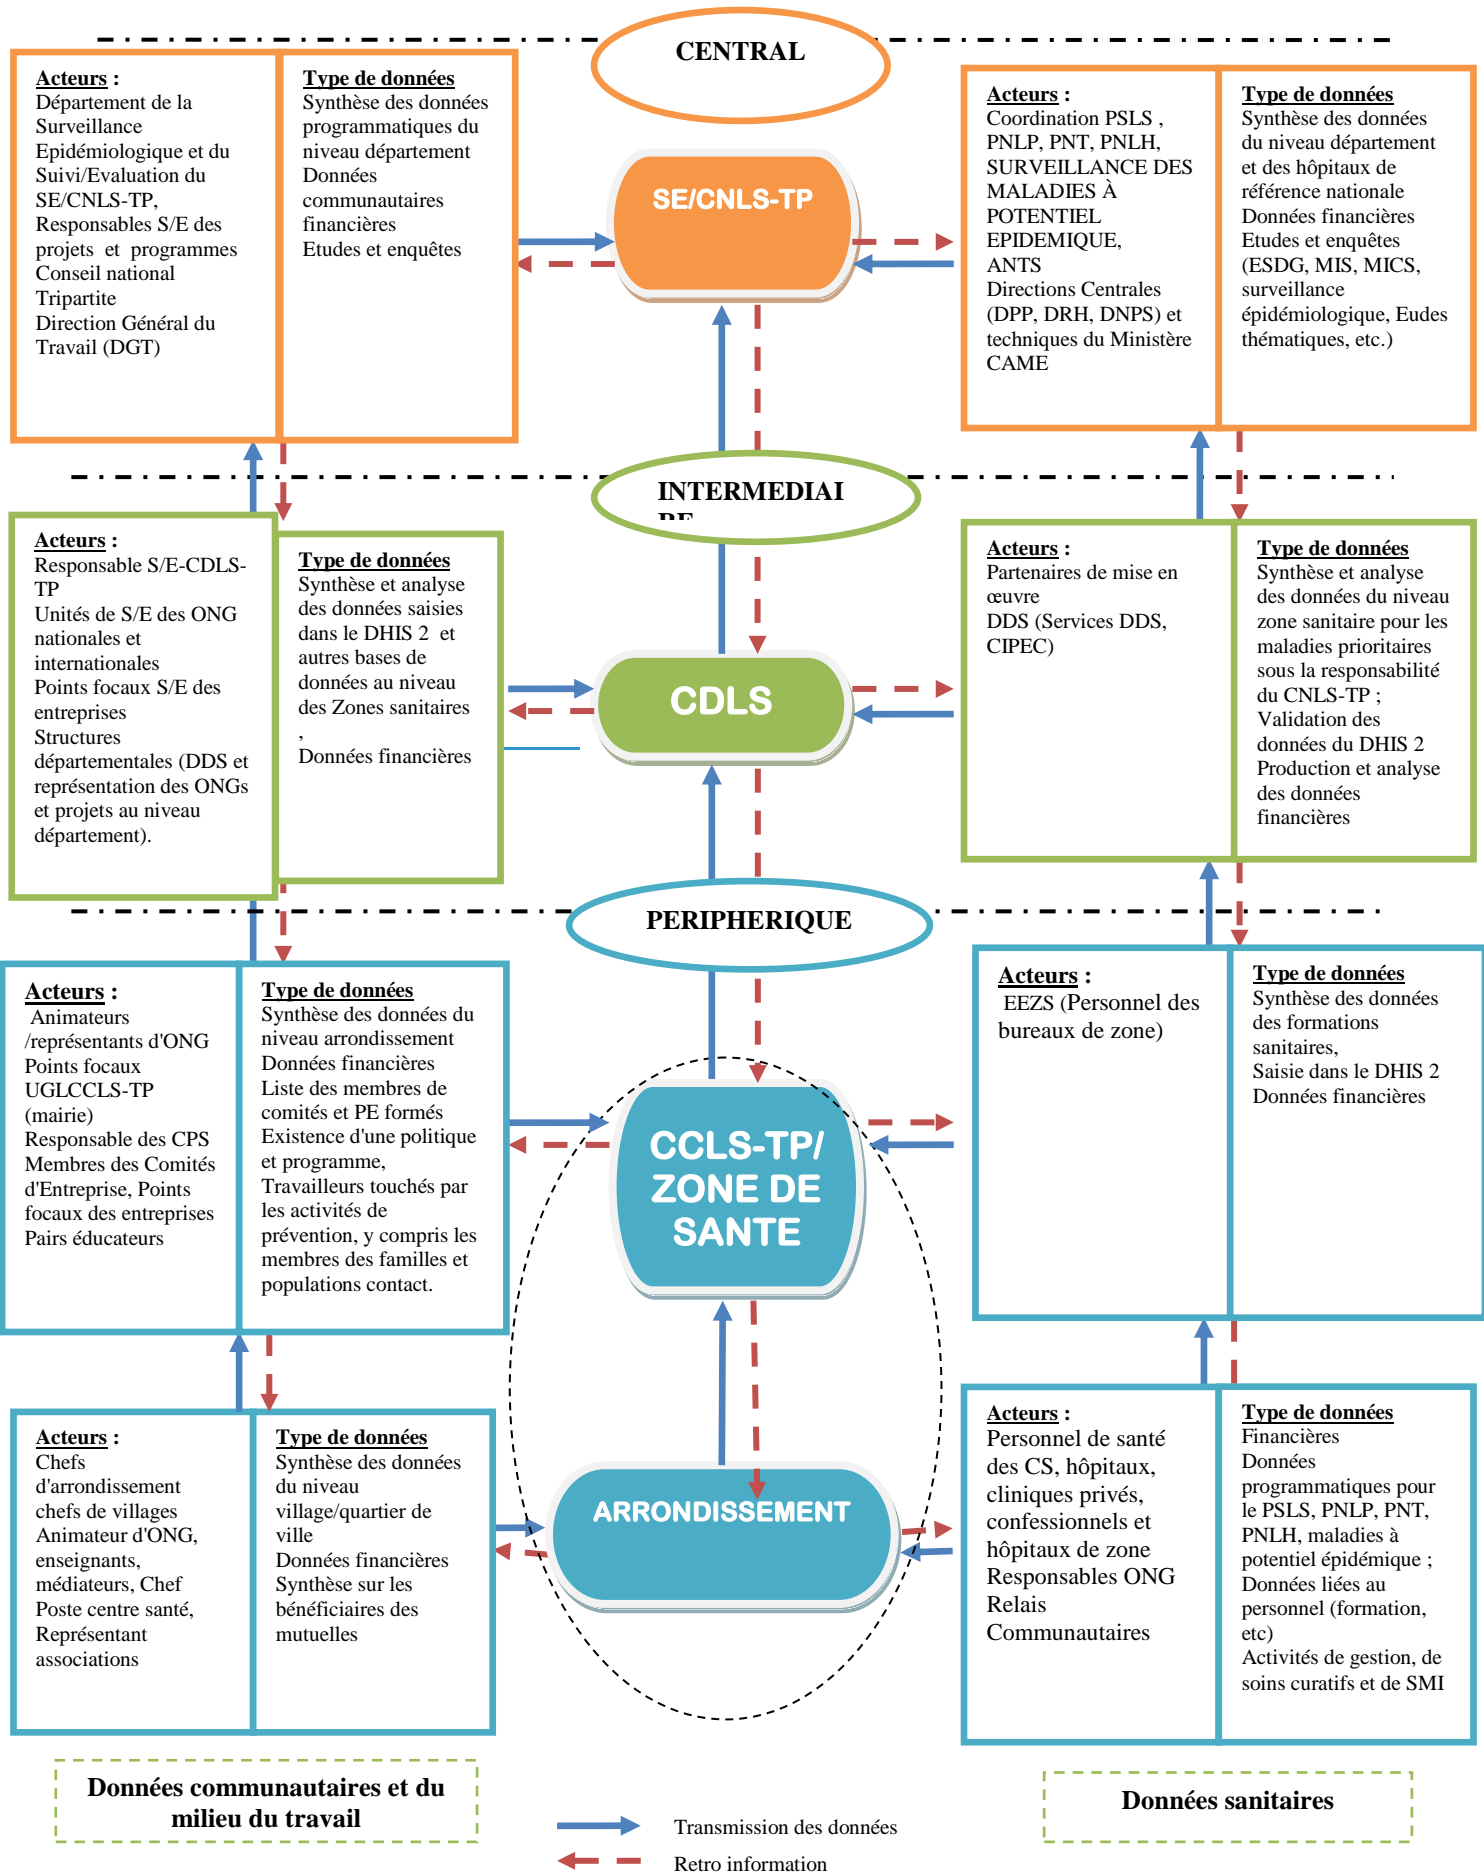 CENTRAL
Acteurs :
Département de la
Surveillance
Epidémiologique et du
Suivi/Evaluation du
SE/CNLS-TP,
Responsables S/E des
projets et programmes
Conseil national
Tripartite
Direction Général du
Travail (DGT)
Type de données
Synthèse des données
programmatiques du
niveau département
Données
communautaires
financières
Etudes et enquêtes
SE/CNLS-TP
Acteurs :
Coordination PSLS ,
PNLP, PNT, PNLH,
SURVEILLANCE DES
MALADIES À
POTENTIEL
EPIDEMIQUE,
ANTS
Directions Centrales
(DPP, DRH, DNPS) et
techniques du Ministère
CAME
Type de données
Synthèse des données
du niveau département
et des hôpitaux de
référence nationale
Données financières
Etudes et enquêtes
(ESDG, MIS, MICS,
surveillance
épidémiologique, Eudes
thématiques, etc.)
INTERMEDIAI
RE
Acteurs :
Responsable S/E-CDLS-
TP
Unités de S/E des ONG
nationales et
internationales
Points focaux S/E des
entreprises
Structures
départementales (DDS et
représentation des ONGs
et projets au niveau
département).
Type de données
Synthèse et analyse
des données saisies
dans le DHIS 2 et
autres bases de
données au niveau
des Zones sanitaires
,
Données financières
CDLS
Acteurs :
Partenaires de mise en
œuvre
DDS (Services DDS,
CIPEC)
Type de données
Synthèse et analyse
des données du niveau
zone sanitaire pour les
maladies prioritaires
sous la responsabilité
du CNLS-TP ;
Validation des
données du DHIS 2
Production et analyse
des données
financières
PERIPHERIQUE
Acteurs :
Animateurs
/représentants d'ONG
Points focaux
UGLCCLS-TP
(mairie)
Responsable des CPS
Membres des Comités
d'Entreprise, Points
focaux des entreprises
Pairs éducateurs
Type de données
Synthèse des données du
niveau arrondissement
Données financières
Liste des membres de
comités et PE formés
Existence d'une politique
et programme,
Travailleurs touchés par
les activités de
prévention, y compris les
membres des familles et
populations contact.
CCLS-TP/
ZONE DE
SANTE
Acteurs :
EEZS (Personnel des
bureaux de zone)
Type de données
Synthèse des données
des formations
sanitaires,
Saisie dans le DHIS 2
Données financières
Acteurs :
Chefs
d'arrondissement
chefs de villages
Animateur d'ONG,
enseignants,
médiateurs, Chef
Poste centre santé,
Représentant
associations
Type de données
Synthèse des données
du niveau
village/quartier de
ville
Données financières
Synthèse sur les
bénéficiaires des
mutuelles
ARRONDISSEMENT
Acteurs :
Personnel de santé
des CS, hôpitaux,
cliniques privés,
confessionnels et
hôpitaux de zone
Responsables ONG
Relais
Communautaires
Type de données
Financières
Données
programmatiques pour
le PSLS, PNLP, PNT,
PNLH, maladies à
potentiel épidémique ;
Données liées au
personnel (formation,
etc)
Activités de gestion, de
soins curatifs et de SMI
Données communautaires et du
milieu du travail
Transmission des données
Retro information
Données sanitaires